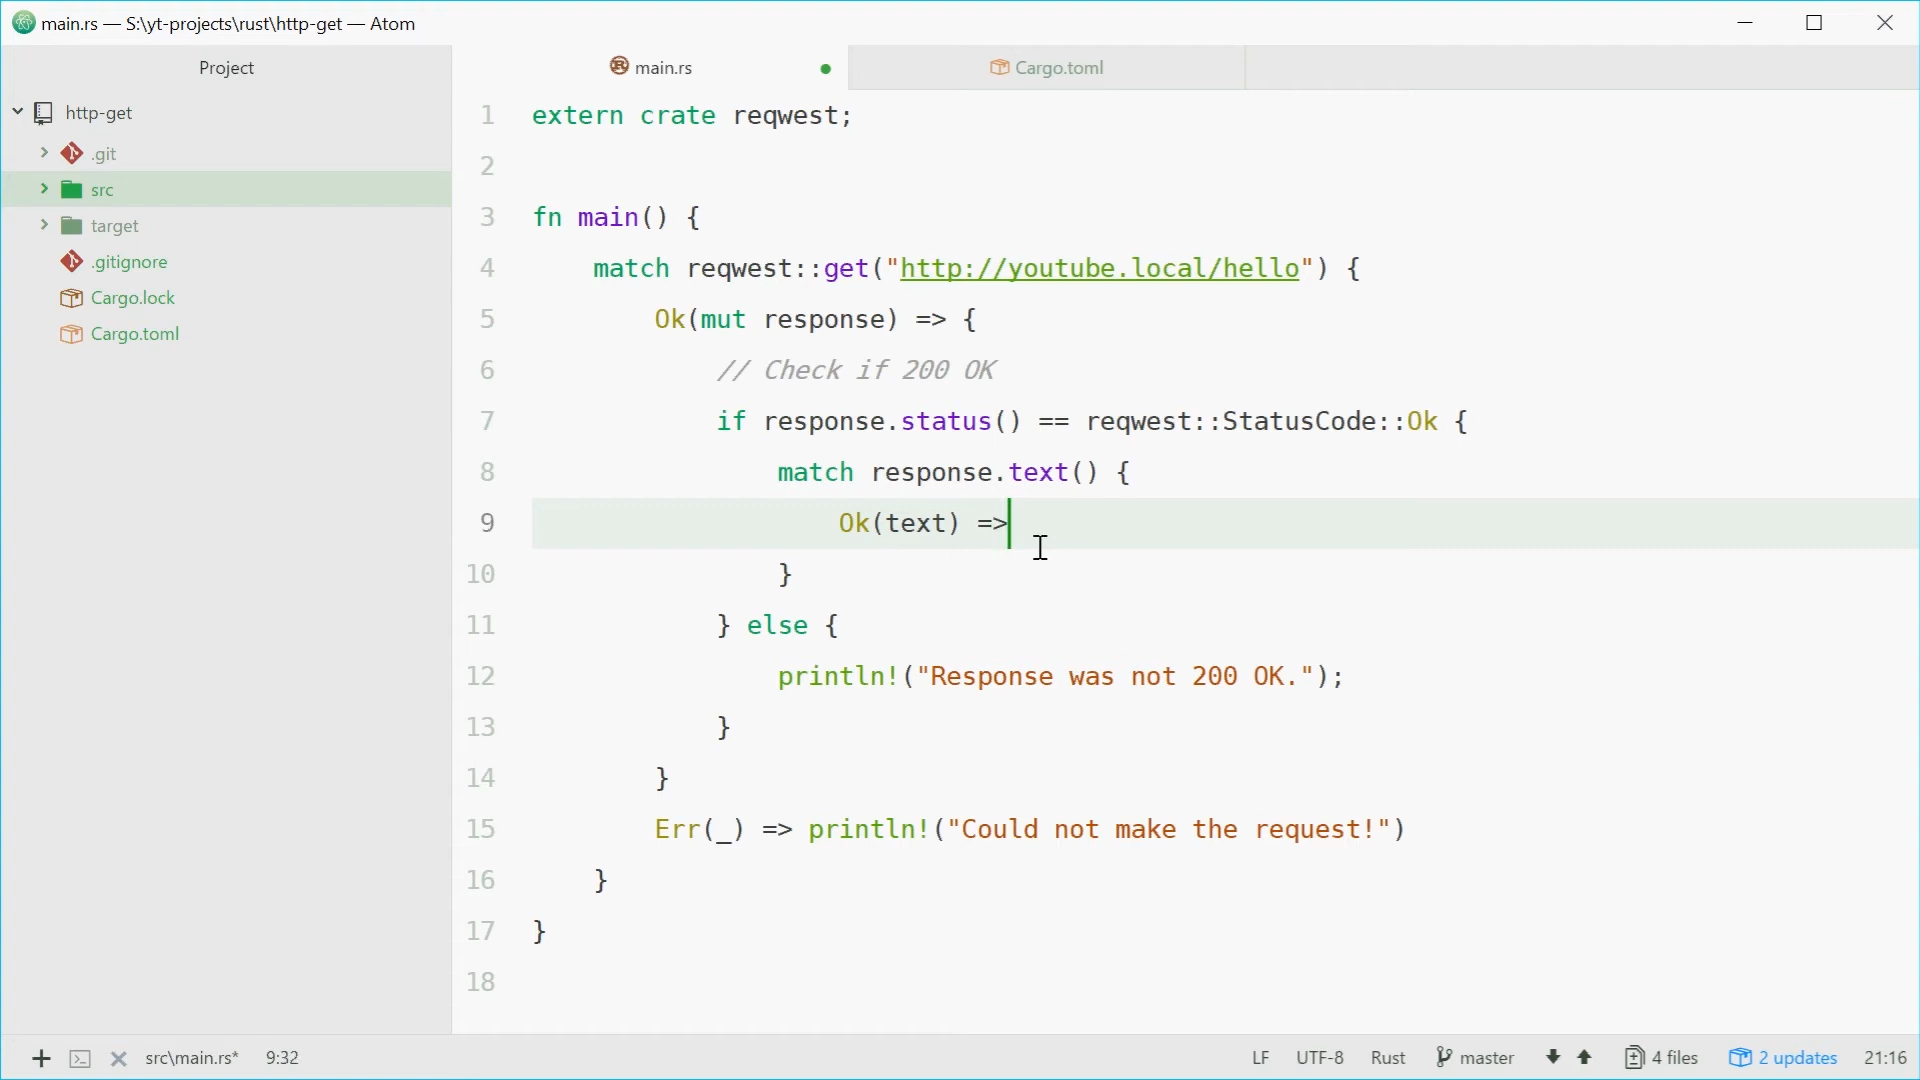 main.rs — S:\yt-projects\rust\http-get — Atom
Project
main.rs
Cargo.toml
http-get
.git
src
target
.gitignore
Cargo.lock
Cargo.toml
1 extern crate reqwest;
2
3 fn main() {
4     match reqwest::get("http://youtube.local/hello") {
5         Ok(mut response) => {
6             // Check if 200 OK
7             if response.status() == reqwest::StatusCode::Ok {
8                 match response.text() {
9                     Ok(text) =>
10                 }
11             } else {
12                 println!("Response was not 200 OK.");
13             }
14         }
15         Err(_) => println!("Could not make the request!")
16     }
17 }
18
src\main.rs* 9:32 LF UTF-8 Rust master 4 files 2 updates 21:16